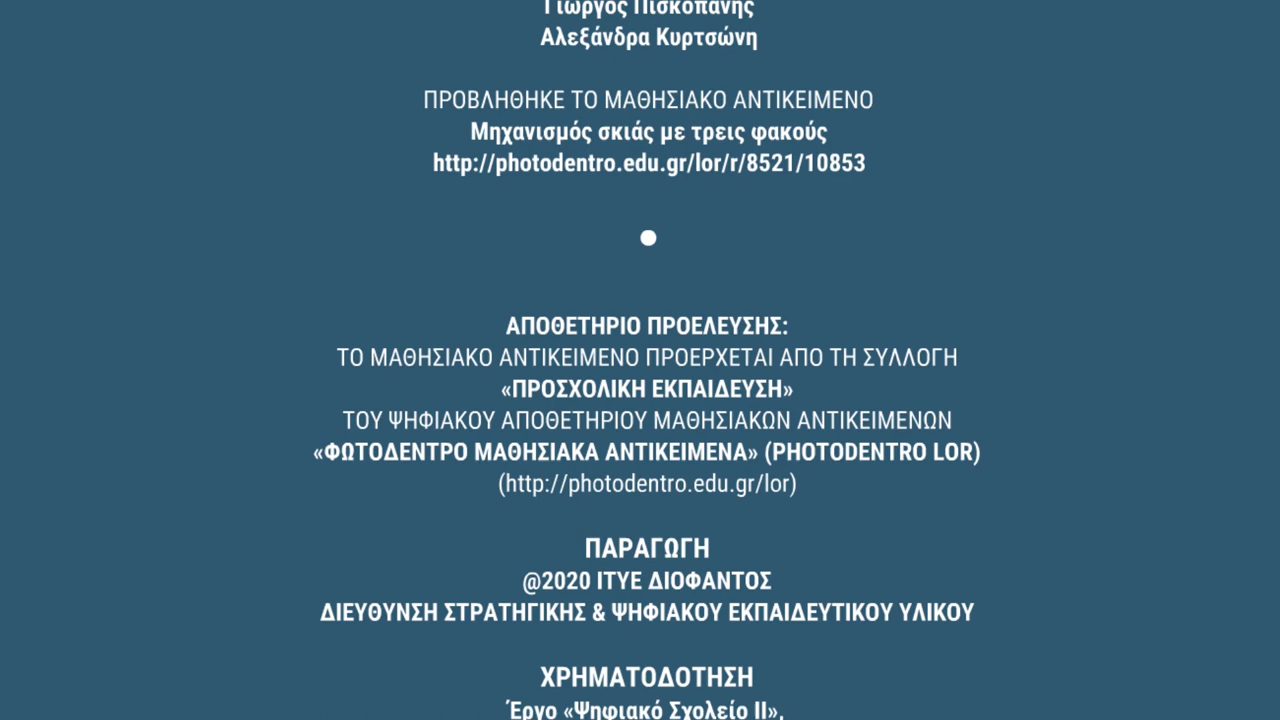 Γιώργος Πισκοπάνης
Αλεξάνδρα Κυρτσώνη
ΠΡΟΒΛΗΘΗΚΕ ΤΟ ΜΑΘΗΣΙΑΚΟ ΑΝΤΙΚΕΙΜΕΝΟ
Μηχανισμός σκιάς με τρεις φακούς
http://photodentro.edu.gr/lor/r/8521/10853
ΑΠΟΘΕΤΗΡΙΟ ΠΡΟΕΛΕΥΣΗΣ:
ΤΟ ΜΑΘΗΣΙΑΚΟ ΑΝΤΙΚΕΙΜΕΝΟ ΠΡΟΕΡΧΕΤΑΙ ΑΠΟ ΤΗ ΣΥΛΛΟΓΗ
«ΠΡΟΣΧΟΛΙΚΗ ΕΚΠΑΙΔΕΥΣΗ»
ΤΟΥ ΨΗΦΙΑΚΟΥ ΑΠΟΘΕΤΗΡΙΟΥ ΜΑΘΗΣΙΑΚΩΝ ΑΝΤΙΚΕΙΜΕΝΩΝ
«ΦΩΤΟΔΕΝΤΡΟ ΜΑΘΗΣΙΑΚΑ ΑΝΤΙΚΕΙΜΕΝΑ» (PHOTODENTRO LOR)
(http://photodentro.edu.gr/lor)
ΠΑΡΑΓΩΓΗ
@2020 ΙΤΥΕ ΔΙΟΦΑΝΤΟΣ
ΔΙΕΥΘΥΝΣΗ ΣΤΡΑΤΗΓΙΚΗΣ & ΨΗΦΙΑΚΟΥ ΕΚΠΑΙΔΕΥΤΙΚΟΥ ΥΛΙΚΟΥ
ΧΡΗΜΑΤΟΔΟΤΗΣΗ
Έργο «Ψηφιακό Σχολείο ΙΙ»,